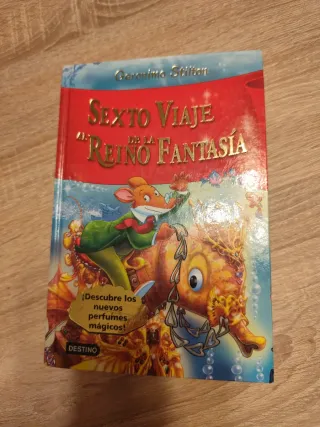 Geronimo Stilton
SEXTO VIAJE
AL REINO DE LA FANTASÍA
¡Descubre los
nuevos
perfumes
mágicos!
DESTINO